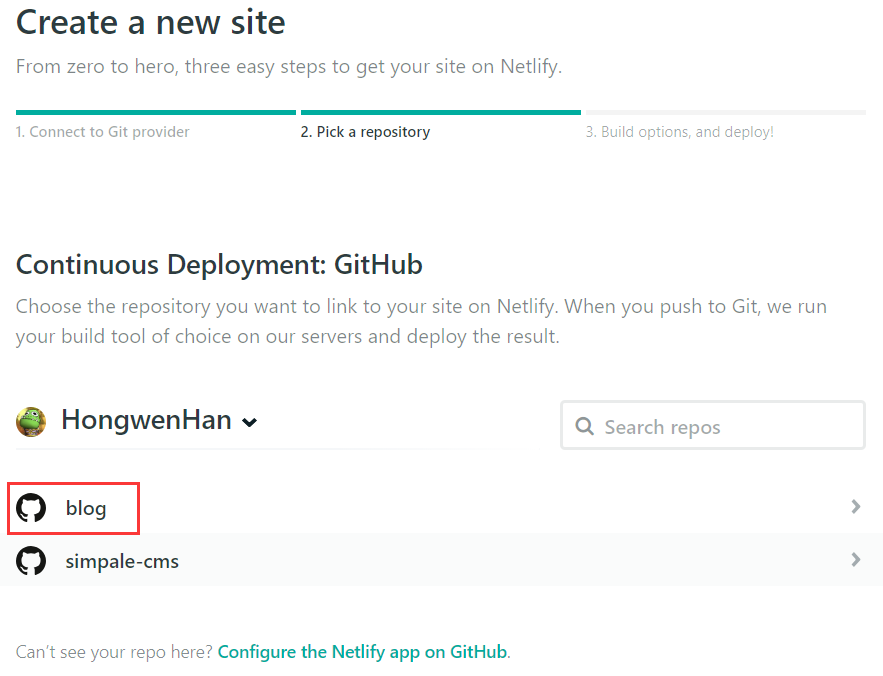 Create a new site
From zero to hero, three easy steps to get your site on Netlify.
1. Connect to Git provider
2. Pick a repository
3. Build options, and deploy!
Continuous Deployment: GitHub
Choose the repository you want to link to your site on Netlify. When you push to Git, we run
your build tool of choice on our servers and deploy the result.
HongwenHan
Search repos
blog
simpale-cms
Can't see your repo here? Configure the Netlify app on GitHub.